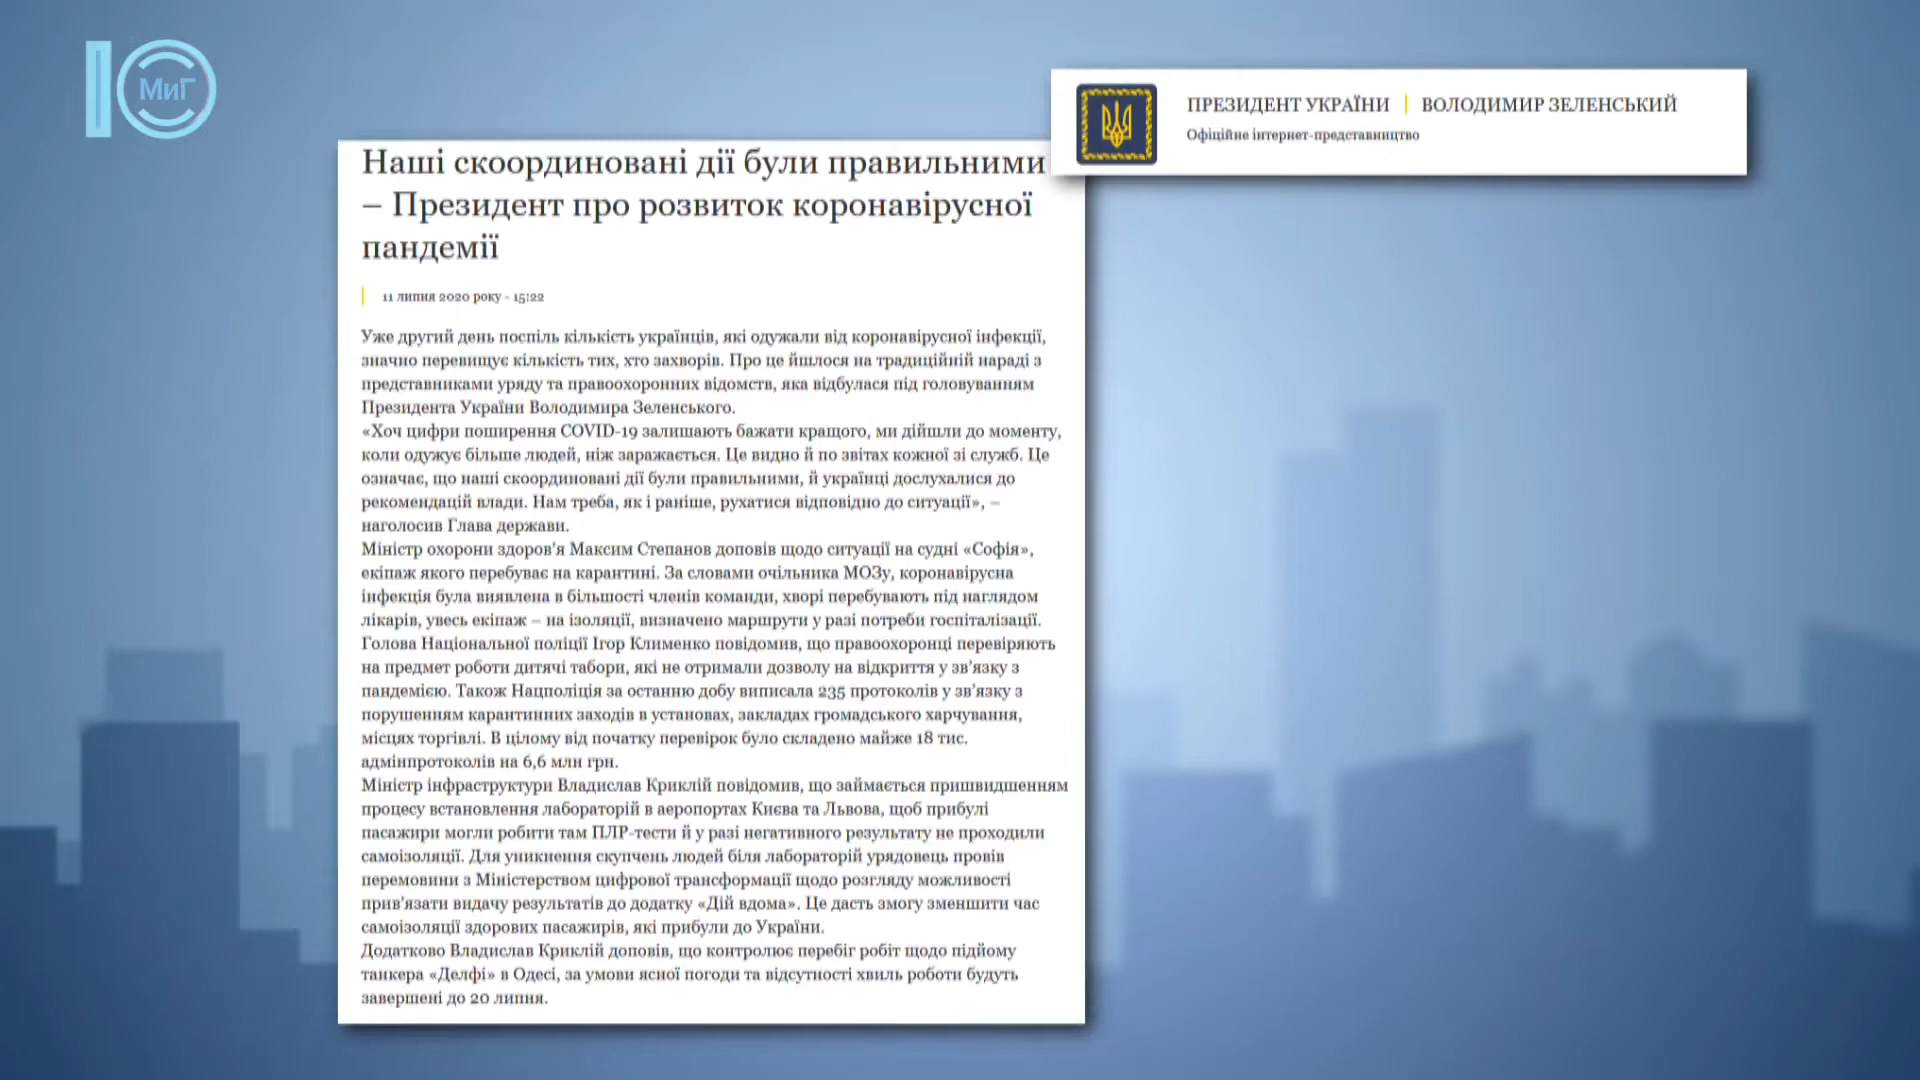 МиГ
ПРЕЗИДЕНТ УКРАЇНИ | ВОЛОДИМИР ЗЕЛЕНСЬКИЙ
Офіційне інтернет-представництво
Наші скоординовані дії були правильними
– Президент про розвиток коронавірусної
пандемії
11 липня 2020 року - 15:22
Уже другий день поспіль кількість українців, які одужали від коронавірусної інфекції,
значно перевищує кількість тих, хто захворів. Про це йшлося на традиційній нараді з
представниками уряду та правоохоронних відомств, яка відбулася під головуванням
Президента України Володимира Зеленського.
«Хоч цифри поширення COVID-19 залишають бажати кращого, ми дійшли до моменту,
коли одужує більше людей, ніж заражається. Це видно й по звітах кожної зі служб. Це
означає, що наші скоординовані дії були правильними, й українці дослухалися до
рекомендацій влади. Нам треба, як і раніше, рухатися відповідно до ситуації», –
наголосив Глава держави.
Міністр охорони здоров'я Максим Степанов доповів щодо ситуації на судні «Софія»,
екіпаж якого перебуває на карантині. За словами очільника МОЗу, коронавірусна
інфекція була виявлена в більшості членів команди, хворі перебувають під наглядом
лікарів, увесь екіпаж – на ізоляції, визначено маршрути у разі потреби госпіталізації.
Голова Національної поліції Ігор Клименко повідомив, що правоохоронці перевіряють
на предмет роботи дитячі табори, які не отримали дозволу на відкриття у зв'язку з
пандемією. Також Нацполіція за останню добу виписала 235 протоколів у зв'язку з
порушенням карантинних заходів в установах, закладах громадського харчування,
місцях торгівлі. В цілому від початку перевірок було складено майже 18 тис.
адмінпротоколів на 6,6 млн грн.
Міністр інфраструктури Владислав Криклій повідомив, що займається пришвидшенням
процесу встановлення лабораторій в аеропортах Києва та Львова, щоб прибулі
пасажири могли робити там ПЛР-тести й у разі негативного результату не проходили
самоізоляції. Для уникнення скупчень людей біля лабораторій урядовець провів
перемовини з Міністерством цифрової трансформації щодо розгляду можливості
прив'язати видачу результатів до додатку «Дій вдома». Це дасть змогу зменшити час
самоізоляції здорових пасажирів, які прибули до України.
Додатково Владислав Криклій доповів, що контролює перебіг робіт щодо підйому
танкера «Делфі» в Одесі, за умови ясної погоди та відсутності хвиль роботи будуть
завершені до 20 липня.